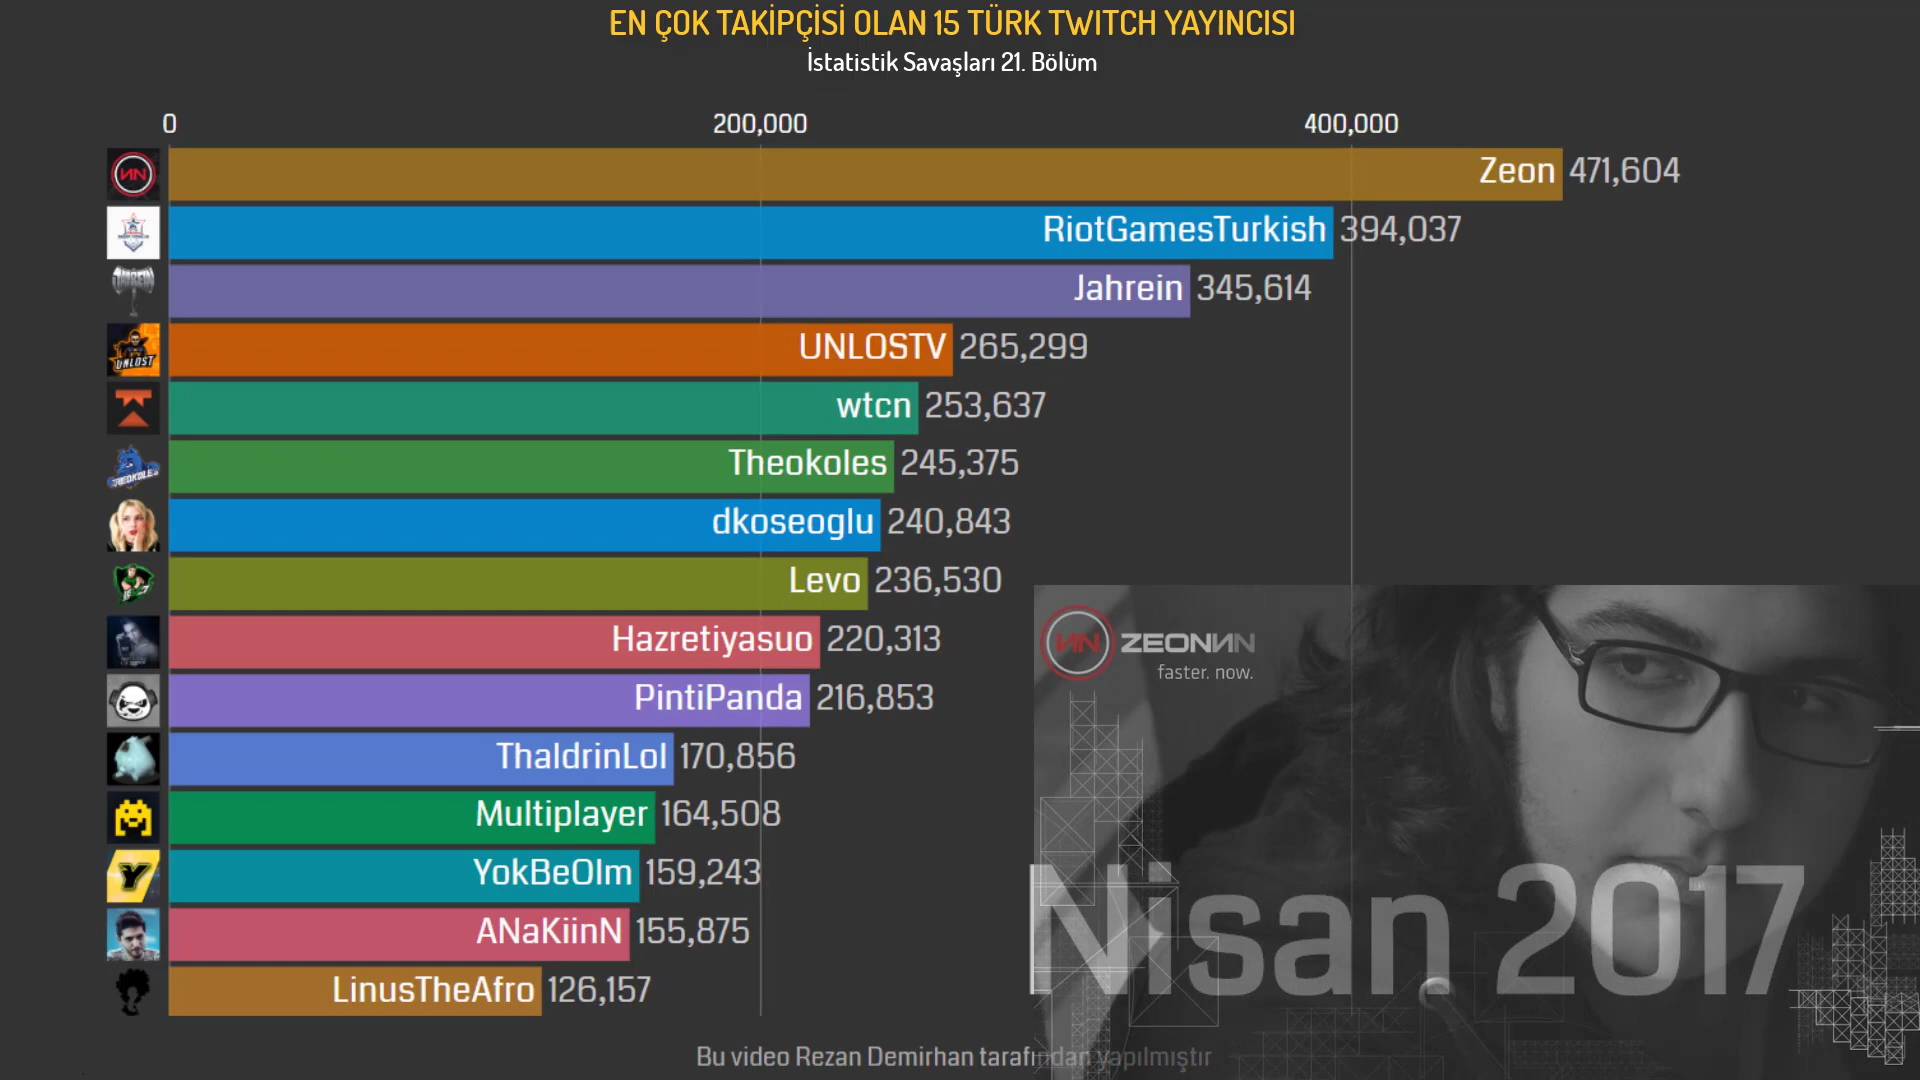 EN ÇOK TAKİPÇİSİ OLAN 15 TÜRK TWITCH YAYINCISI
İstatistik Savaşları 21. Bölüm
0 200,000 400,000
Zeon 471,604
RiotGamesTurkish 394,037
Jahrein 345,614
UNLOST
UNLOSTV 265,299
wtcn 253,637
THEOKOLES
Theokoles 245,375
dkoseoglu 240,843
Levo 236,530
Hazretiyasuo 220,313
ZEONNN
faster. now.
PintiPanda 216,853
ThaldrinLol 170,856
Multiplayer 164,508
Y
YokBeOlm 159,243
Nisan 2017
ANaKiinN 155,875
LinusTheAfro 126,157
Bu video Rezan Demirhan tarafından yapılmıştır